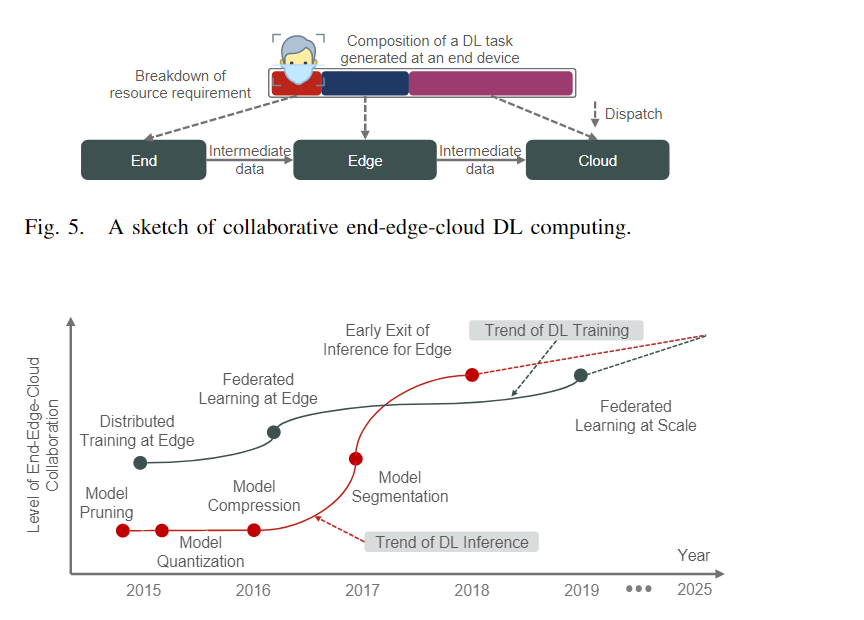 Composition of a DL task
generated at an end device
Breakdown of
resource requirement
Dispatch
End
Intermediate
data
Edge
Intermediate
data
Cloud
Fig. 5. A sketch of collaborative end-edge-cloud DL computing.
Level of End-Edge-Cloud
Collaboration
Early Exit of
Inference for Edge
Trend of DL Training
Federated
Learning at Edge
Distributed
Training at Edge
Federated
Learning at Scale
Model
Pruning
Model
Compression
Model
Segmentation
Model
Quantization
Trend of DL Inference
Year
2015 2016 2017 2018 2019 ••• 2025